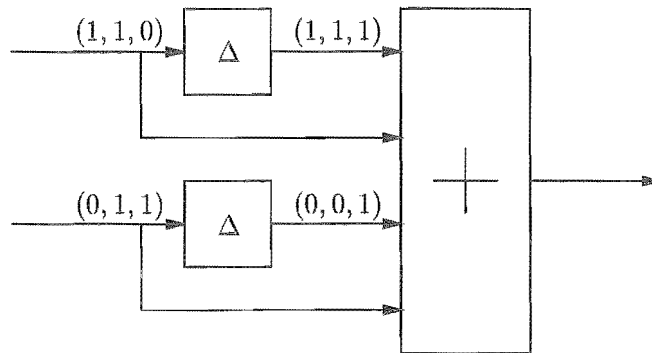 (1, 1, 0) Δ (1, 1, 1)
+
(0, 1, 1) Δ (0, 0, 1)